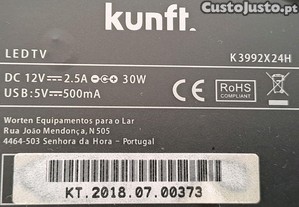 CustoJusto.pt
kunft.
LEDTV K3992X24H
DC 12V⎓2.5A 30W
USB:5V⎓500mA
CE
RoHS
COMPLIANT
Worten Equipamentos para o Lar
Rua João Mendonça, N 505
4464-503 Senhora da Hora - Portugal
KT.2018.07.00373